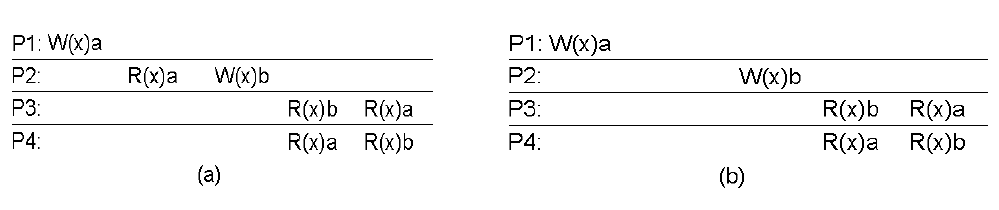 P1: W(x)a
P2: R(x)a W(x)b
P3: R(x)b R(x)a
P4: R(x)a R(x)b
(a)
P1: W(x)a
P2: W(x)b
P3: R(x)b R(x)a
P4: R(x)a R(x)b
(b)